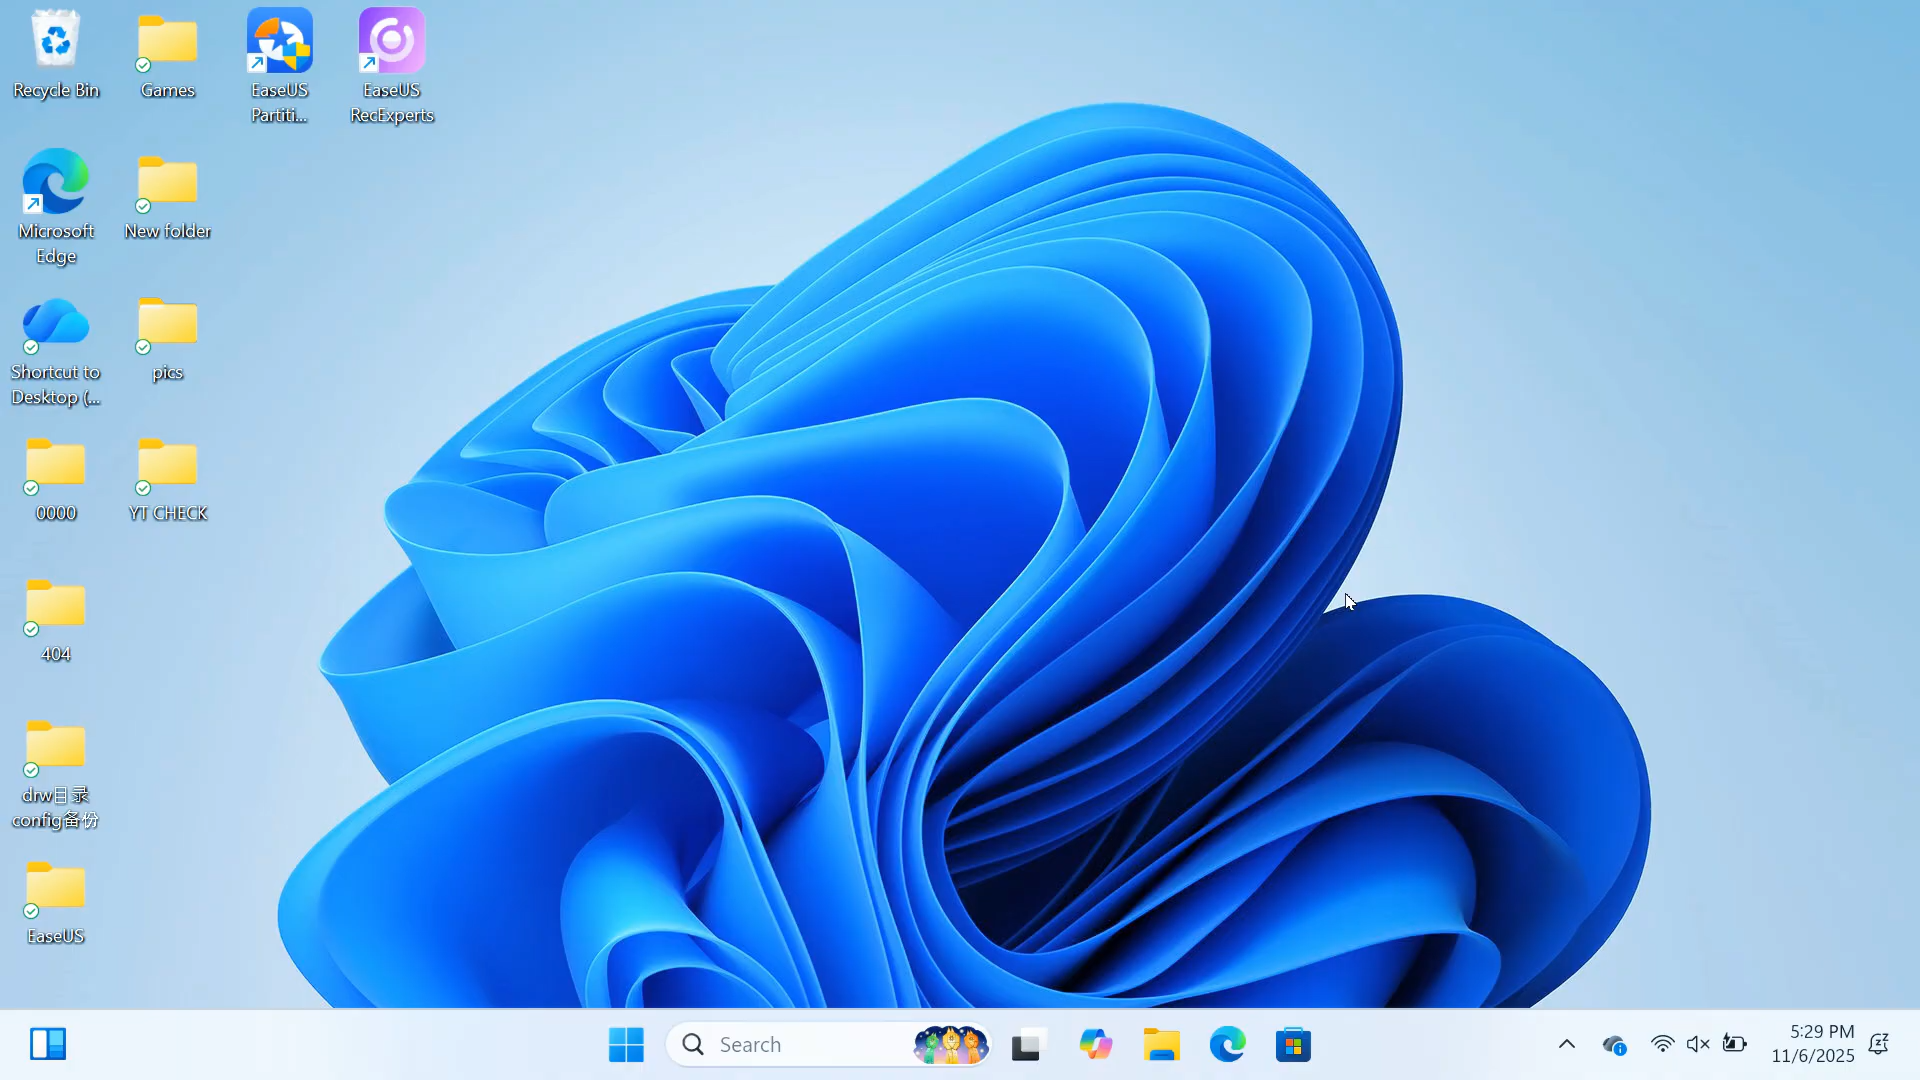 Recycle Bin
Games
EaseUS
Partiti...
EaseUS
RecExperts
Microsoft
Edge
New folder
Shortcut to
Desktop (...
pics
0000
YT CHECK
404
drw目录
config备份
EaseUS
Search
5:29 PM
11/6/2025